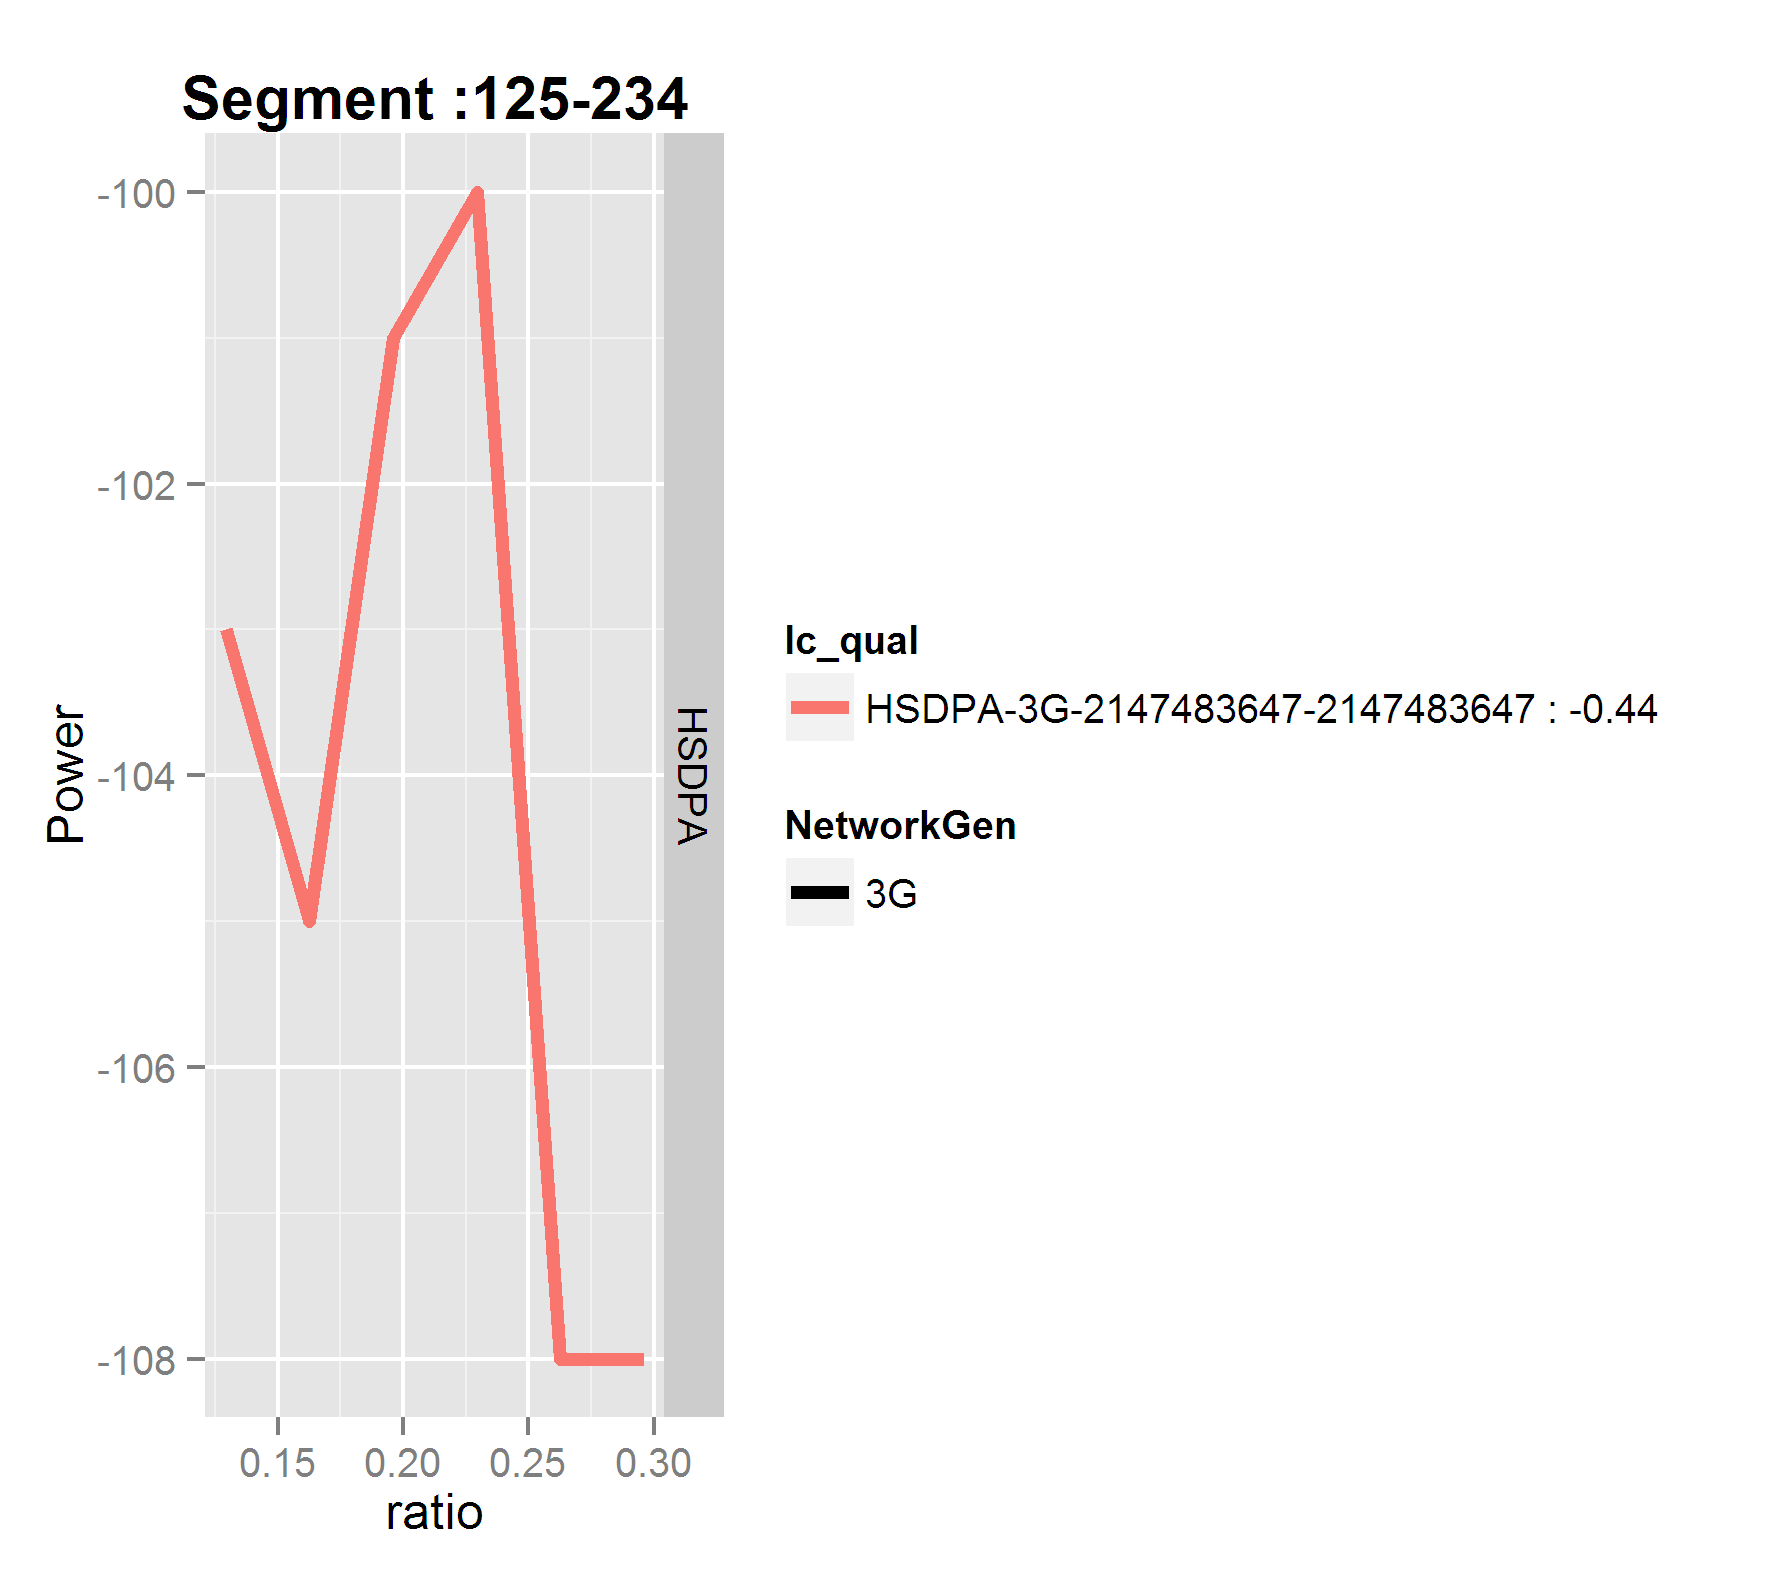 Segment :125-234
-100
-102
-104
-106
-108
Power
0.15 0.20 0.25 0.30
ratio
HSDPA
lc_qual
HSDPA-3G-2147483647-2147483647 : -0.44
NetworkGen
3G